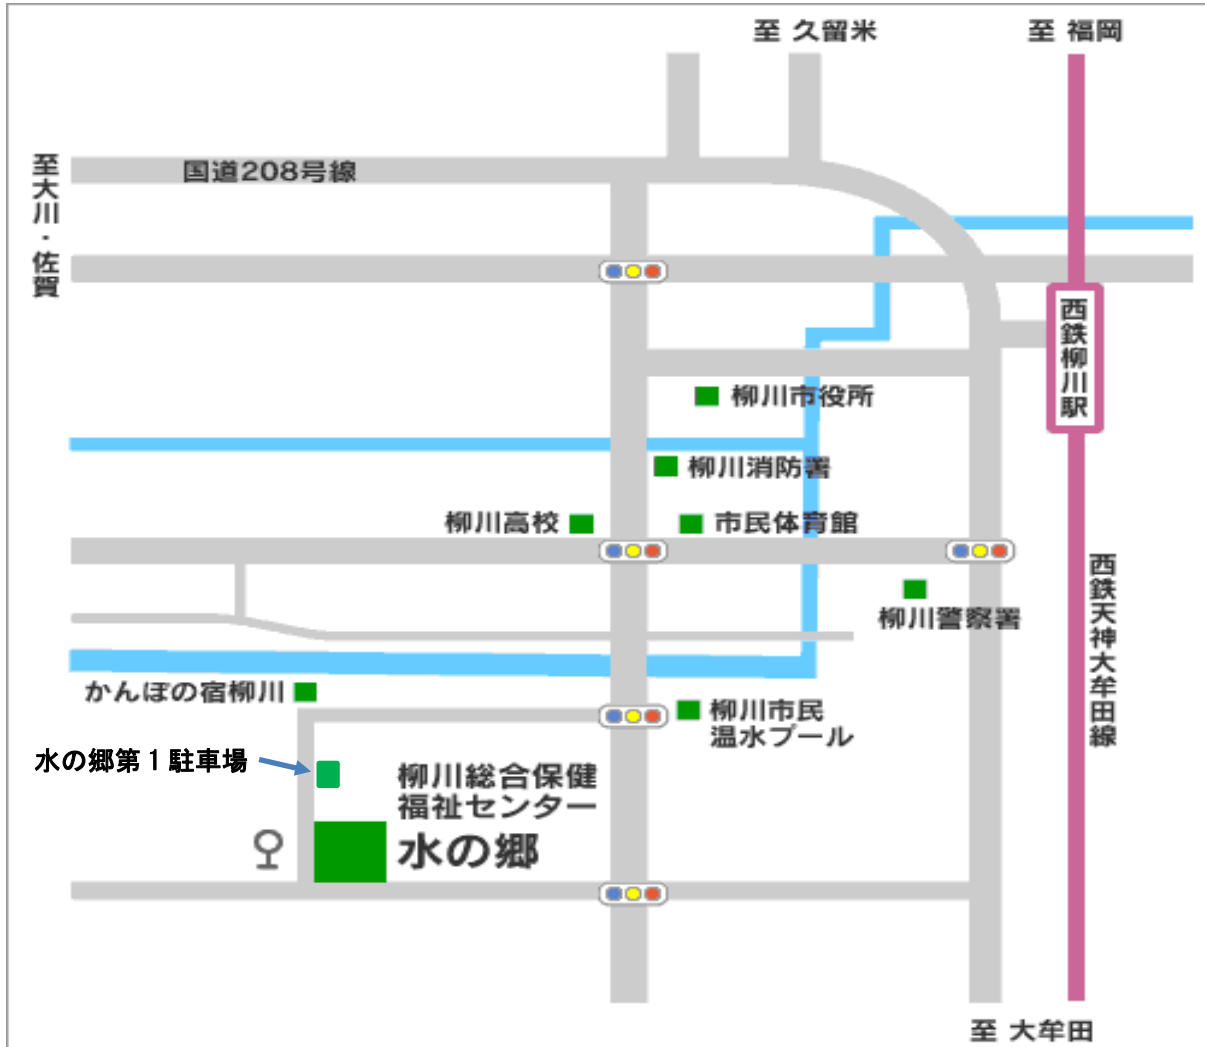 至 久留米
至 福岡
至大川・佐賀
国道208号線
西鉄柳川駅
柳川市役所
柳川消防署
柳川高校
市民体育館
西鉄天神大牟田線
柳川警察署
かんぽの宿柳川
柳川市民
温水プール
水の郷第１駐車場
柳川総合保健
福祉センター
水の郷
至 大牟田